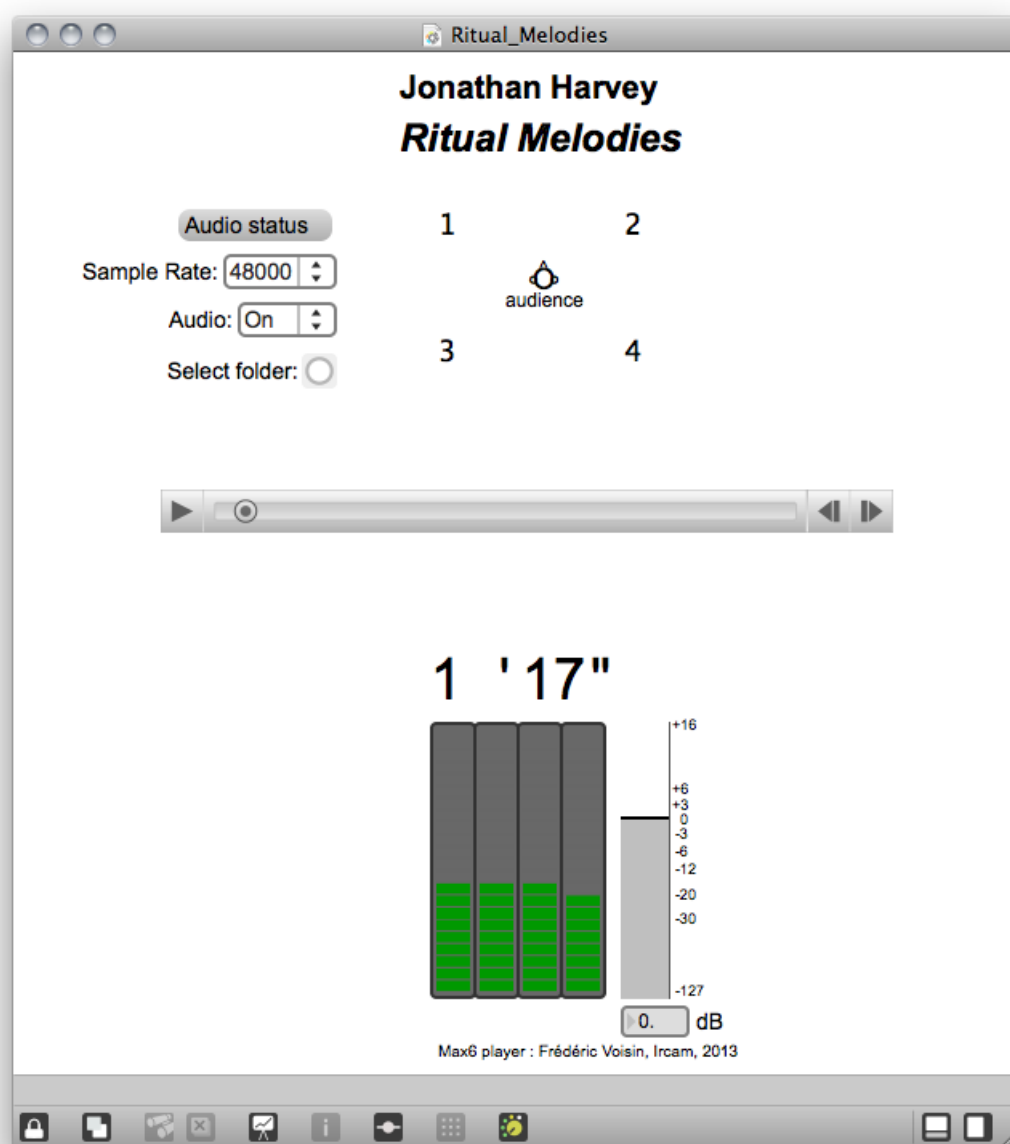 Ritual_Melodies
Jonathan Harvey
Ritual Melodies
Audio status
1 2
Sample Rate: 48000
audience
Audio: On
3 4
Select folder:
1 '17"
+16
+6
+3
0
-3
-6
-12
-20
-30
-127
0. dB
Max6 player : Frédéric Voisin, Ircam, 2013